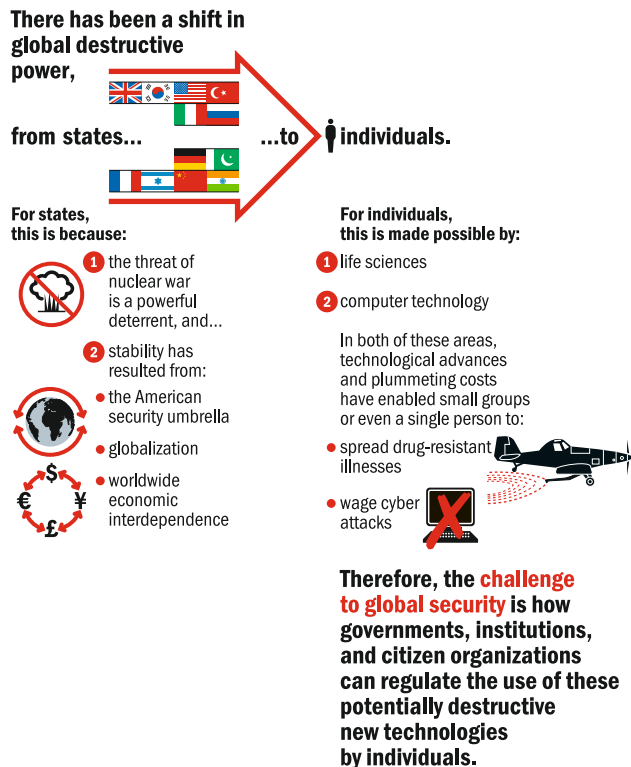 There has been a shift in
global destructive
power,
from states... ...to individuals.
For states,
this is because:
1 the threat of
nuclear war
is a powerful
deterrent, and...
2 stability has
resulted from:
• the American
security umbrella
• globalization
• worldwide
economic
interdependence
$
€ ¥
£
For individuals,
this is made possible by:
1 life sciences
2 computer technology
In both of these areas,
technological advances
and plummeting costs
have enabled small groups
or even a single person to:
• spread drug-resistant
illnesses
• wage cyber
attacks
Therefore, the challenge
to global security is how
governments, institutions,
and citizen organizations
can regulate the use of these
potentially destructive
new technologies
by individuals.